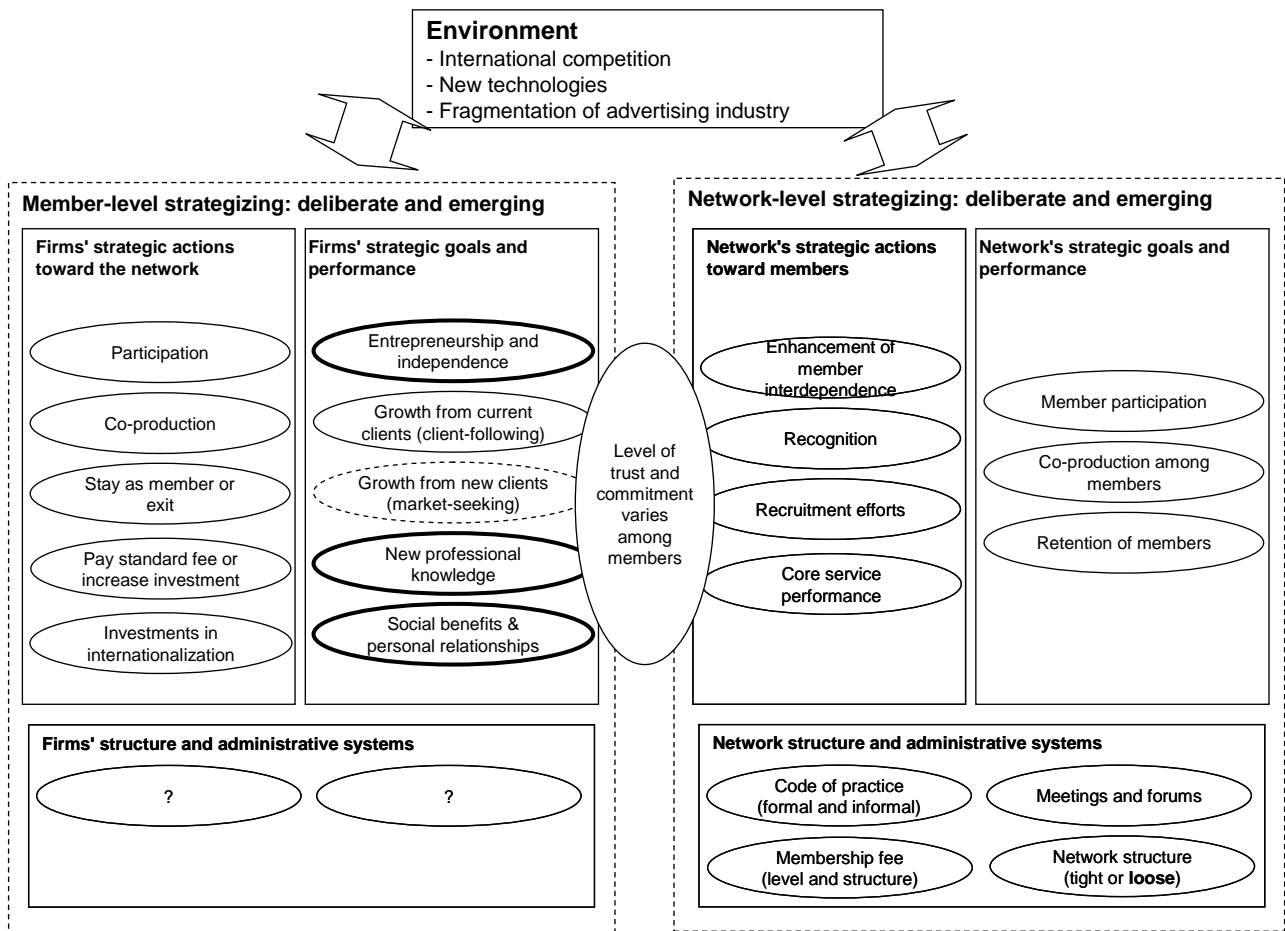 Environment
- International competition
- New technologies
- Fragmentation of advertising industry
Member-level strategizing: deliberate and emerging
Firms' strategic actions
toward the network
Participation
Co-production
Stay as member or
exit
Pay standard fee or
increase investment
Investments in
internationalization
Firms' strategic goals and
performance
Entrepreneurship and
independence
Growth from current
clients (client-following)
Growth from new clients
(market-seeking)
New professional
knowledge
Social benefits &
personal relationships
Firms' structure and administrative systems
?
?
Level of
trust and
commitment
varies
among
members
Network-level strategizing: deliberate and emerging
Network's strategic actions
toward members
Enhancement of
member
interdependence
Recognition
Recruitment efforts
Core service
performance
Network's strategic goals and
performance
Member participation
Co-production among
members
Retention of members
Network structure and administrative systems
Code of practice
(formal and informal)
Meetings and forums
Membership fee
(level and structure)
Network structure
(tight or loose)